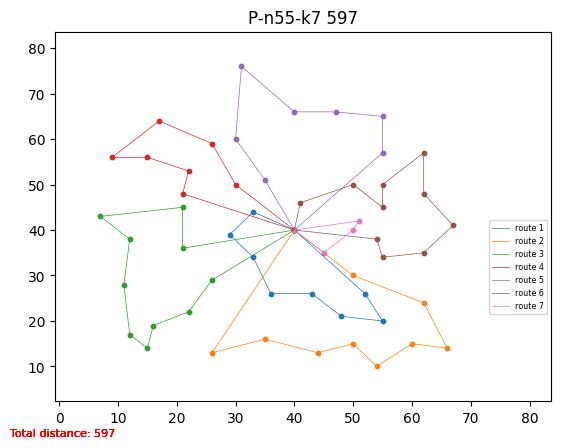 P-n55-k7 597
80
70
60
50
40
30
20
10
0 10 20 30 40 50 60 70 80
route 1
route 2
route 3
route 4
route 5
route 6
route 7
Total distance: 597